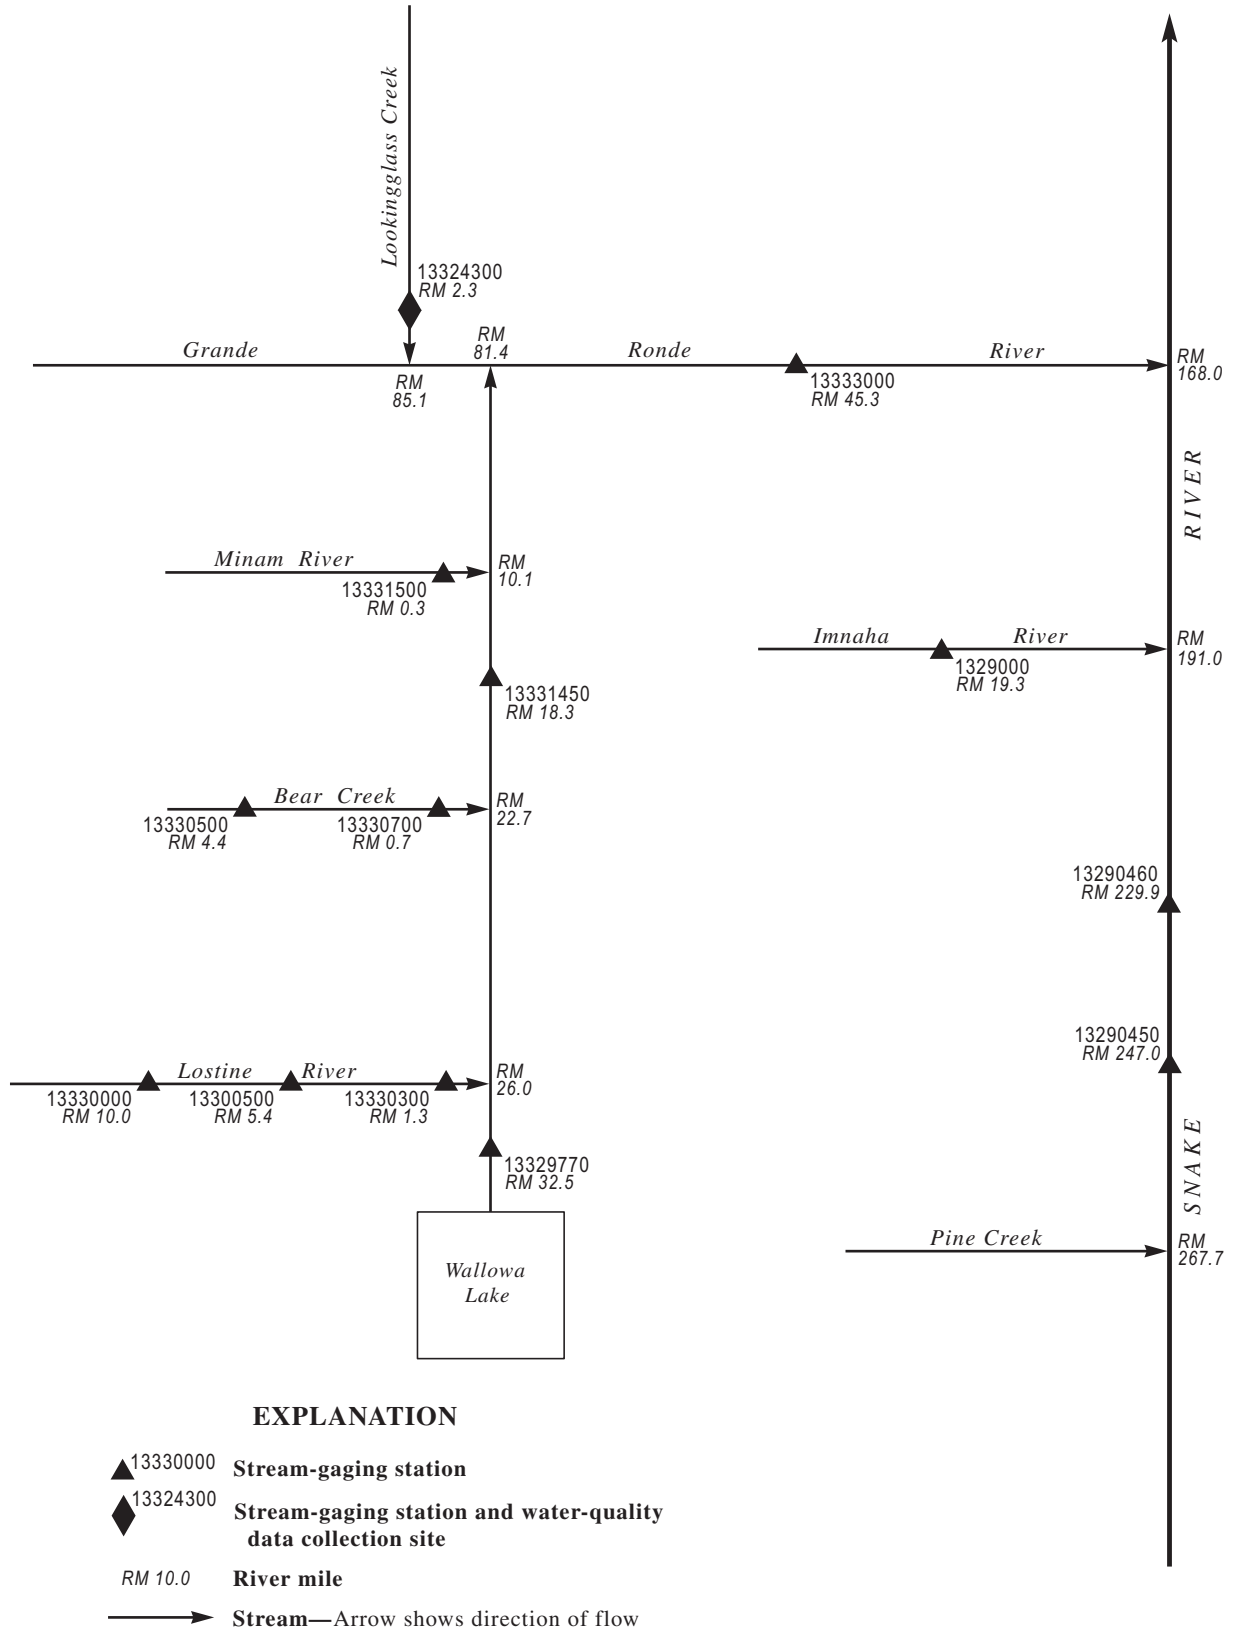 Lookingglass Creek
13324300
RM 2.3
Grande
RM
81.4
Ronde
River
RM
168.0
RM
85.1
13333000
RM 45.3
RIVER
Minam River
RM
10.1
13331500
RM 0.3
Imnaha
River
RM
191.0
1329000
RM 19.3
13331450
RM 18.3
Bear Creek
RM
22.7
13330500
RM 4.4
13330700
RM 0.7
13290460
RM 229.9
13290450
RM 247.0
Lostine
River
RM
26.0
13330000
RM 10.0
13300500
RM 5.4
13330300
RM 1.3
SNAKE
13329770
RM 32.5
Pine Creek
RM
267.7
Wallowa
Lake
EXPLANATION
13330000
Stream-gaging station
13324300
Stream-gaging station and water-quality
data collection site
RM 10.0
River mile
Stream—Arrow shows direction of flow